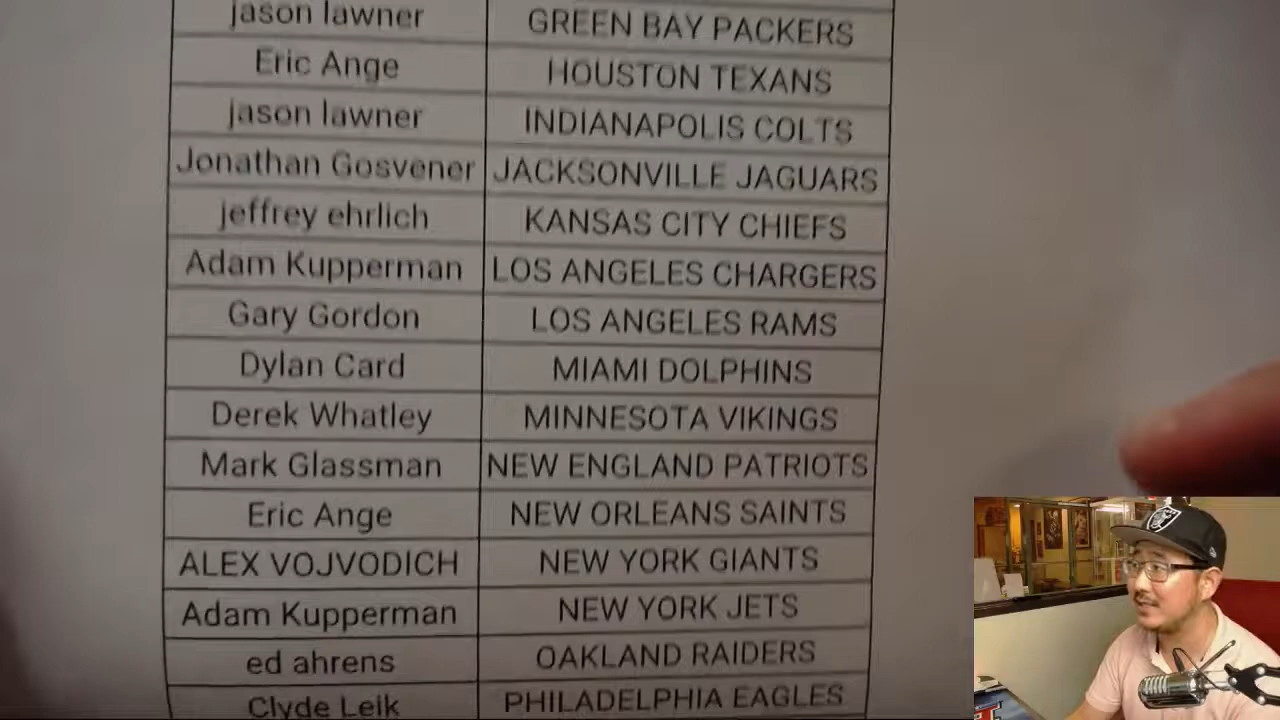 jason lawner GREEN BAY PACKERS
Eric Ange HOUSTON TEXANS
jason lawner INDIANAPOLIS COLTS
Jonathan Gosvener JACKSONVILLE JAGUARS
jeffrey ehrlich KANSAS CITY CHIEFS
Adam Kupperman LOS ANGELES CHARGERS
Gary Gordon LOS ANGELES RAMS
Dylan Card MIAMI DOLPHINS
Derek Whatley MINNESOTA VIKINGS
Mark Glassman NEW ENGLAND PATRIOTS
Eric Ange NEW ORLEANS SAINTS
ALEX VOJVODICH NEW YORK GIANTS
Adam Kupperman NEW YORK JETS
ed ahrens OAKLAND RAIDERS
Clyde Leik PHILADELPHIA EAGLES